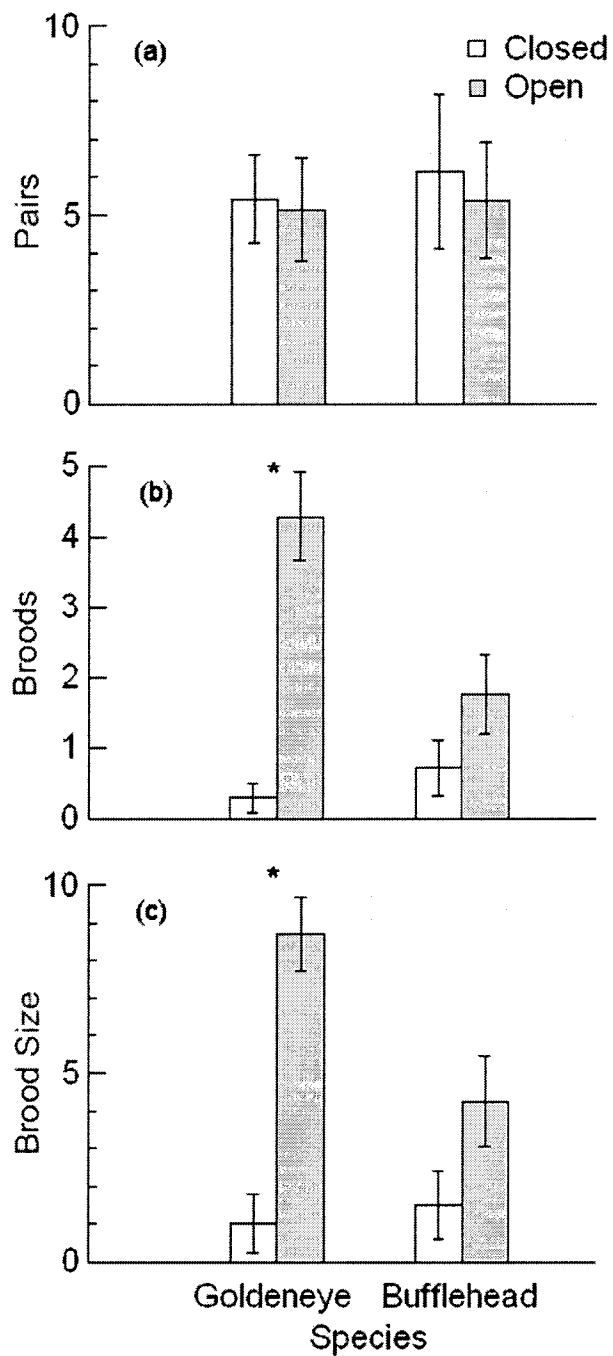 (a)
Closed
Open
10
5
0
Pairs
(b)
*
5
4
3
2
1
0
Broods
(c)
*
10
5
0
Brood Size
Goldeneye Bufflehead
Species